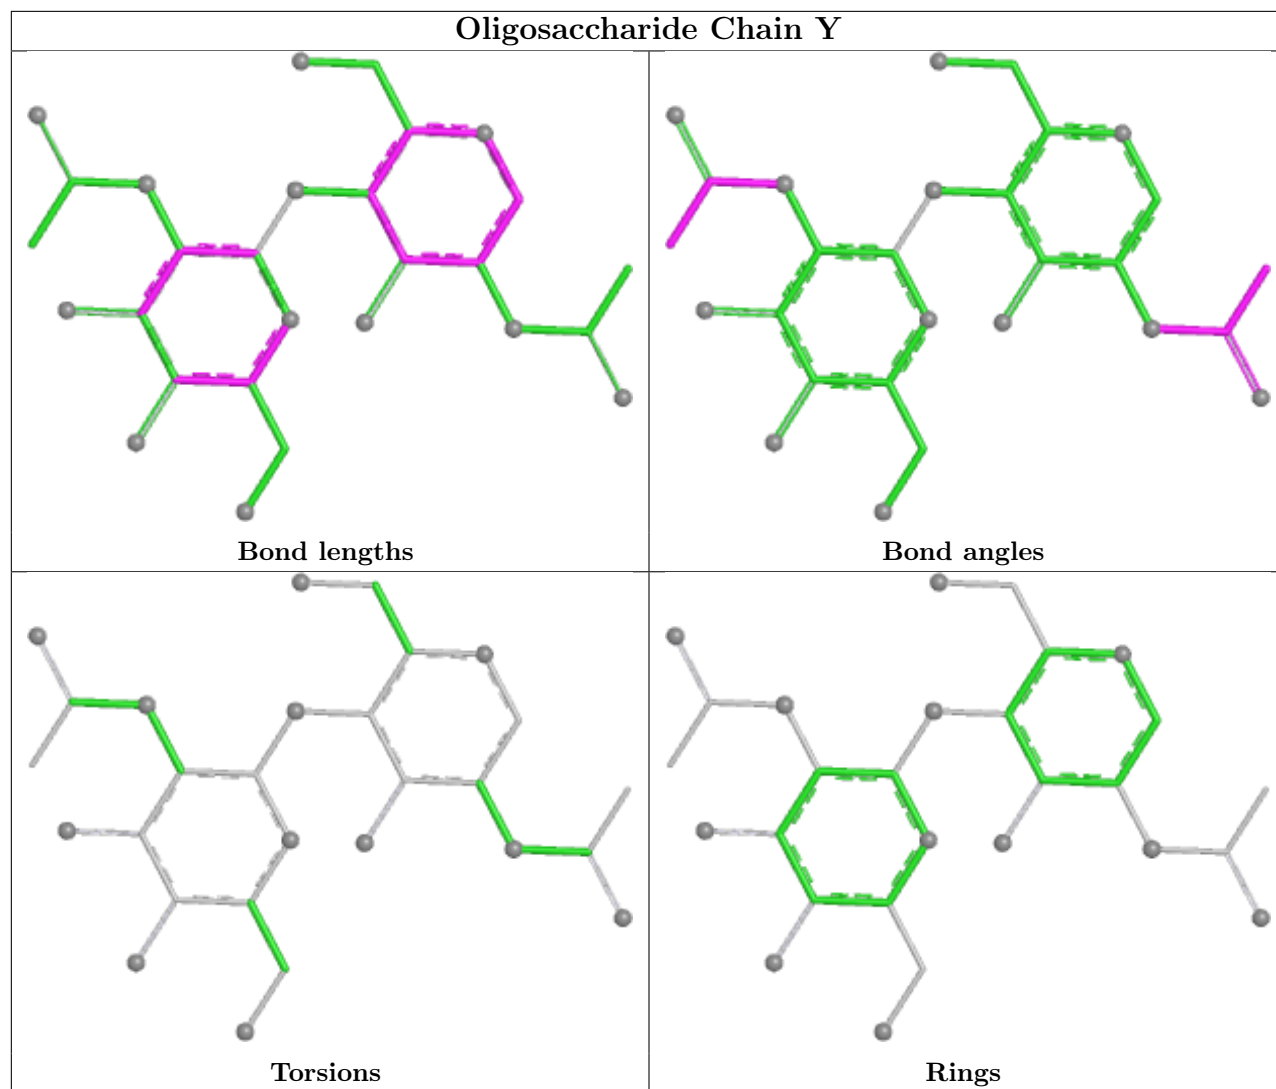 Oligosaccharide Chain Y
Bond lengths
Bond angles
Torsions
Rings